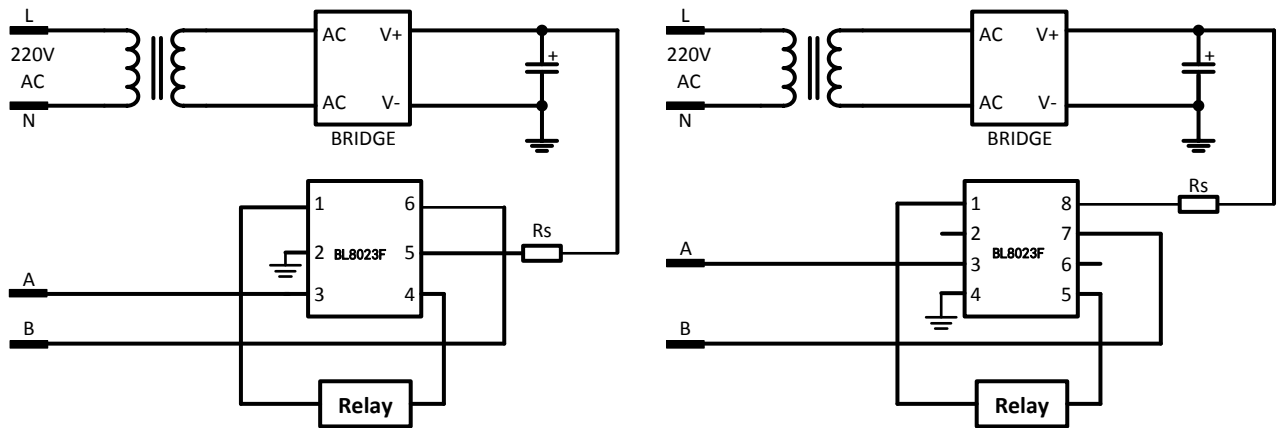 L
220V
AC
N
AC V+
AC V-
+
BRIDGE
1 6
2 BL8023F 5
3 4
Rs
A
B
Relay
L
220V
AC
N
AC V+
AC V-
+
BRIDGE
1 8
2 7
BL8023F
3 6
4 5
Rs
A
B
Relay